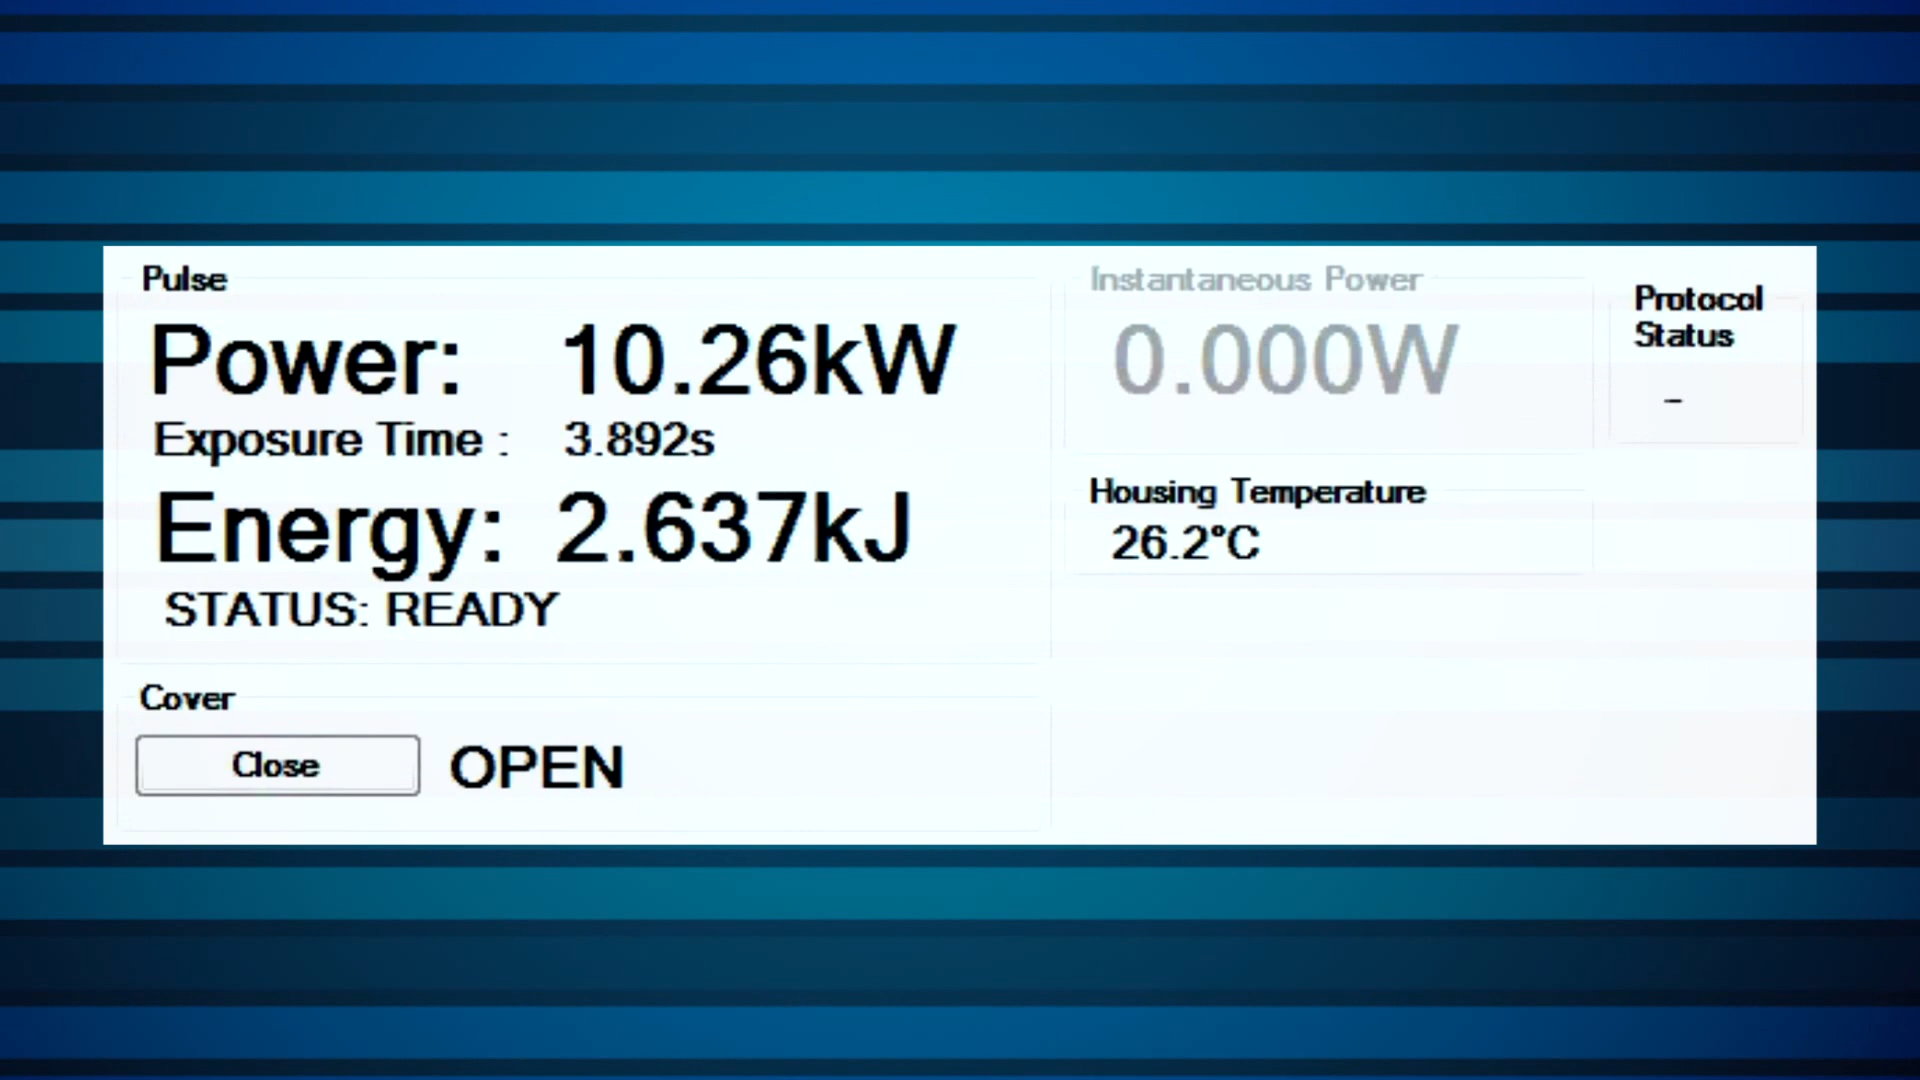 Pulse
Power: 10.26kW
Exposure Time : 3.892s
Energy: 2.637kJ
STATUS: READY
Cover
Close
OPEN
Instantaneous Power
0.000W
Housing Temperature
26.2°C
Protocol
Status
-